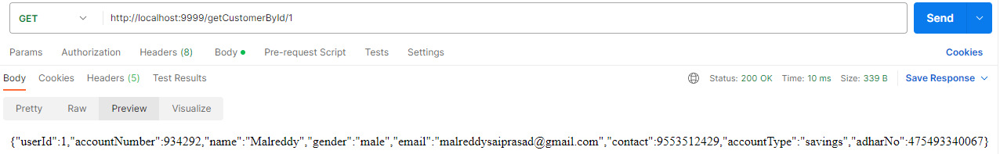 GET http://localhost:9999/getCustomerById/1 Send
Params Authorization Headers (8) Body Pre-request Script Tests Settings Cookies
Body Cookies Headers (5) Test Results Status: 200 OK Time: 10 ms Size: 339 B Save Response
Pretty Raw Preview Visualize
{"userId":1,"accountNumber":934292,"name":"Malreddy","gender":"male","email":"malreddysaiprasad@gmail.com","contact":9553512429,"accountType":"savings","adharNo":475493340067}